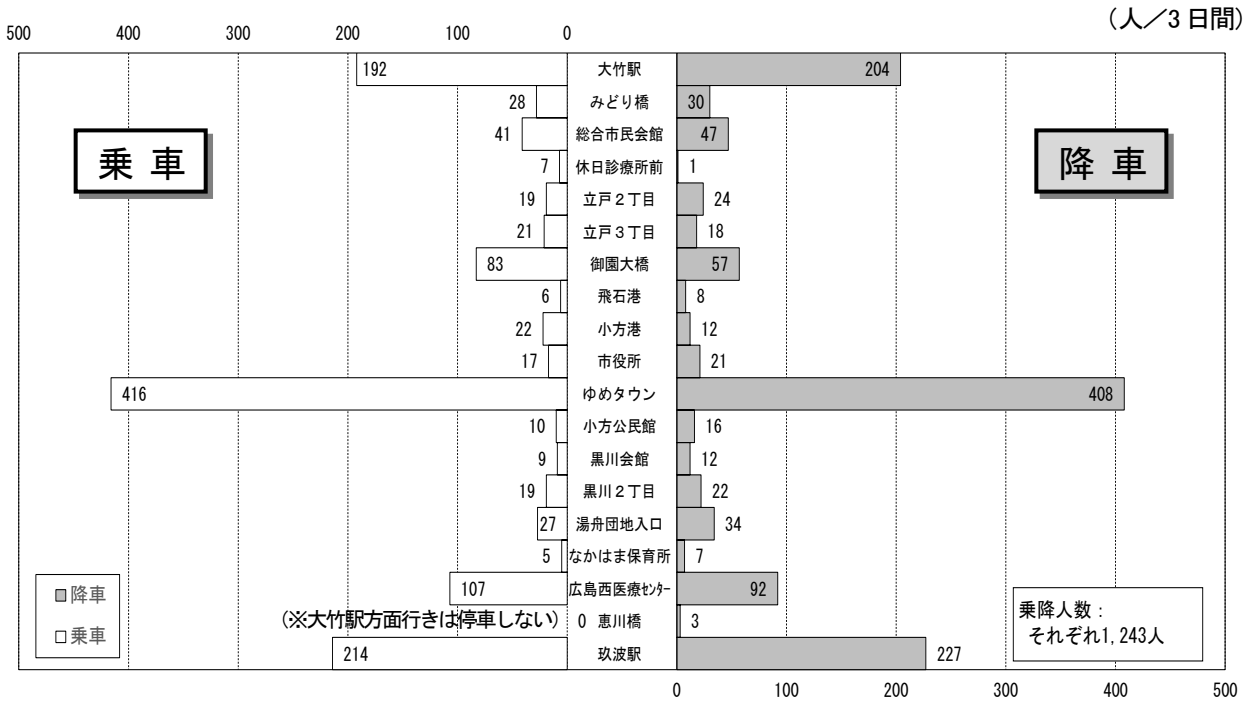 (人／3日間)
500 400 300 200 100 0
乗 車
降 車
192 大竹駅 204
28 みどり橋 30
41 総合市民会館 47
7 休日診療所前 1
19 立戸２丁目 24
21 立戸３丁目 18
83 御園大橋 57
6 飛石港 8
22 小方港 12
17 市役所 21
416 ゆめタウン 408
10 小方公民館 16
9 黒川会館 12
19 黒川２丁目 22
27 湯舟団地入口 34
5 なかはま保育所 7
107 広島西医療ｾﾝﾀｰ 92
(※大竹駅方面行きは停車しない) 0 恵川橋 3
214 玖波駅 227
降車
乗車
乗降人数：
それぞれ1,243人
0 100 200 300 400 500